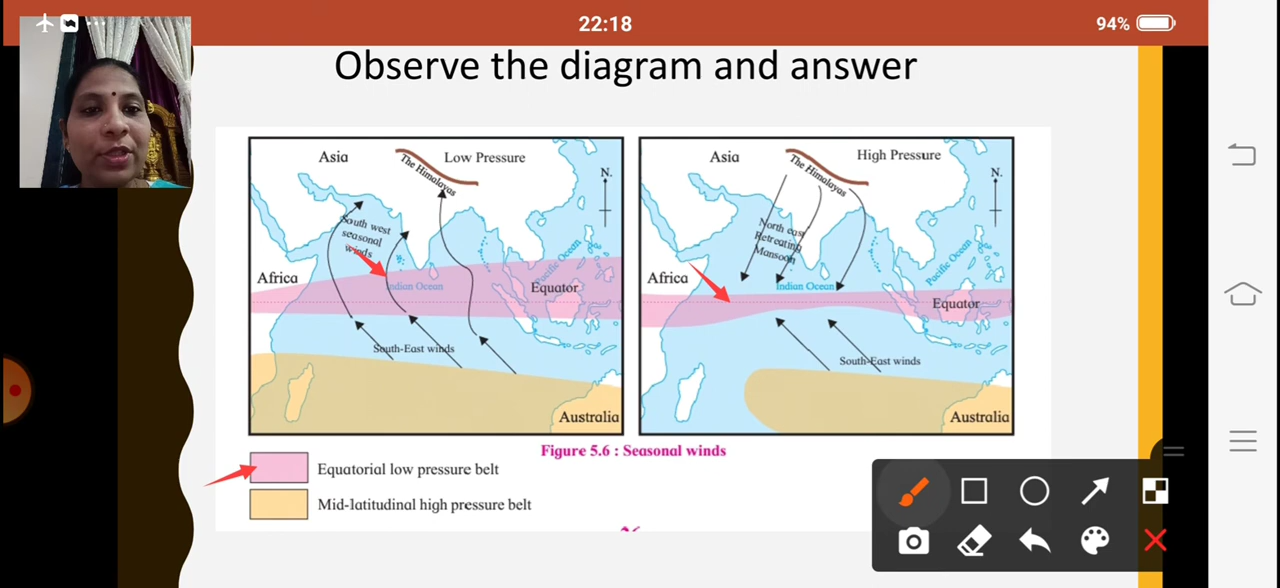 22:18
94%
Observe the diagram and answer
Asia
Low Pressure
The Himalayas
N.
South west
seasonal
winds
Africa
Indian Ocean
Pacific Ocean
Equator
South-East winds
Australia
Asia
High Pressure
The Himalayas
N.
North east
Retreating
Mansoon
Africa
Indian Ocean
Pacific Ocean
Equator
South-East winds
Australia
Figure 5.6 : Seasonal winds
Equatorial low pressure belt
Mid-latitudinal high pressure belt